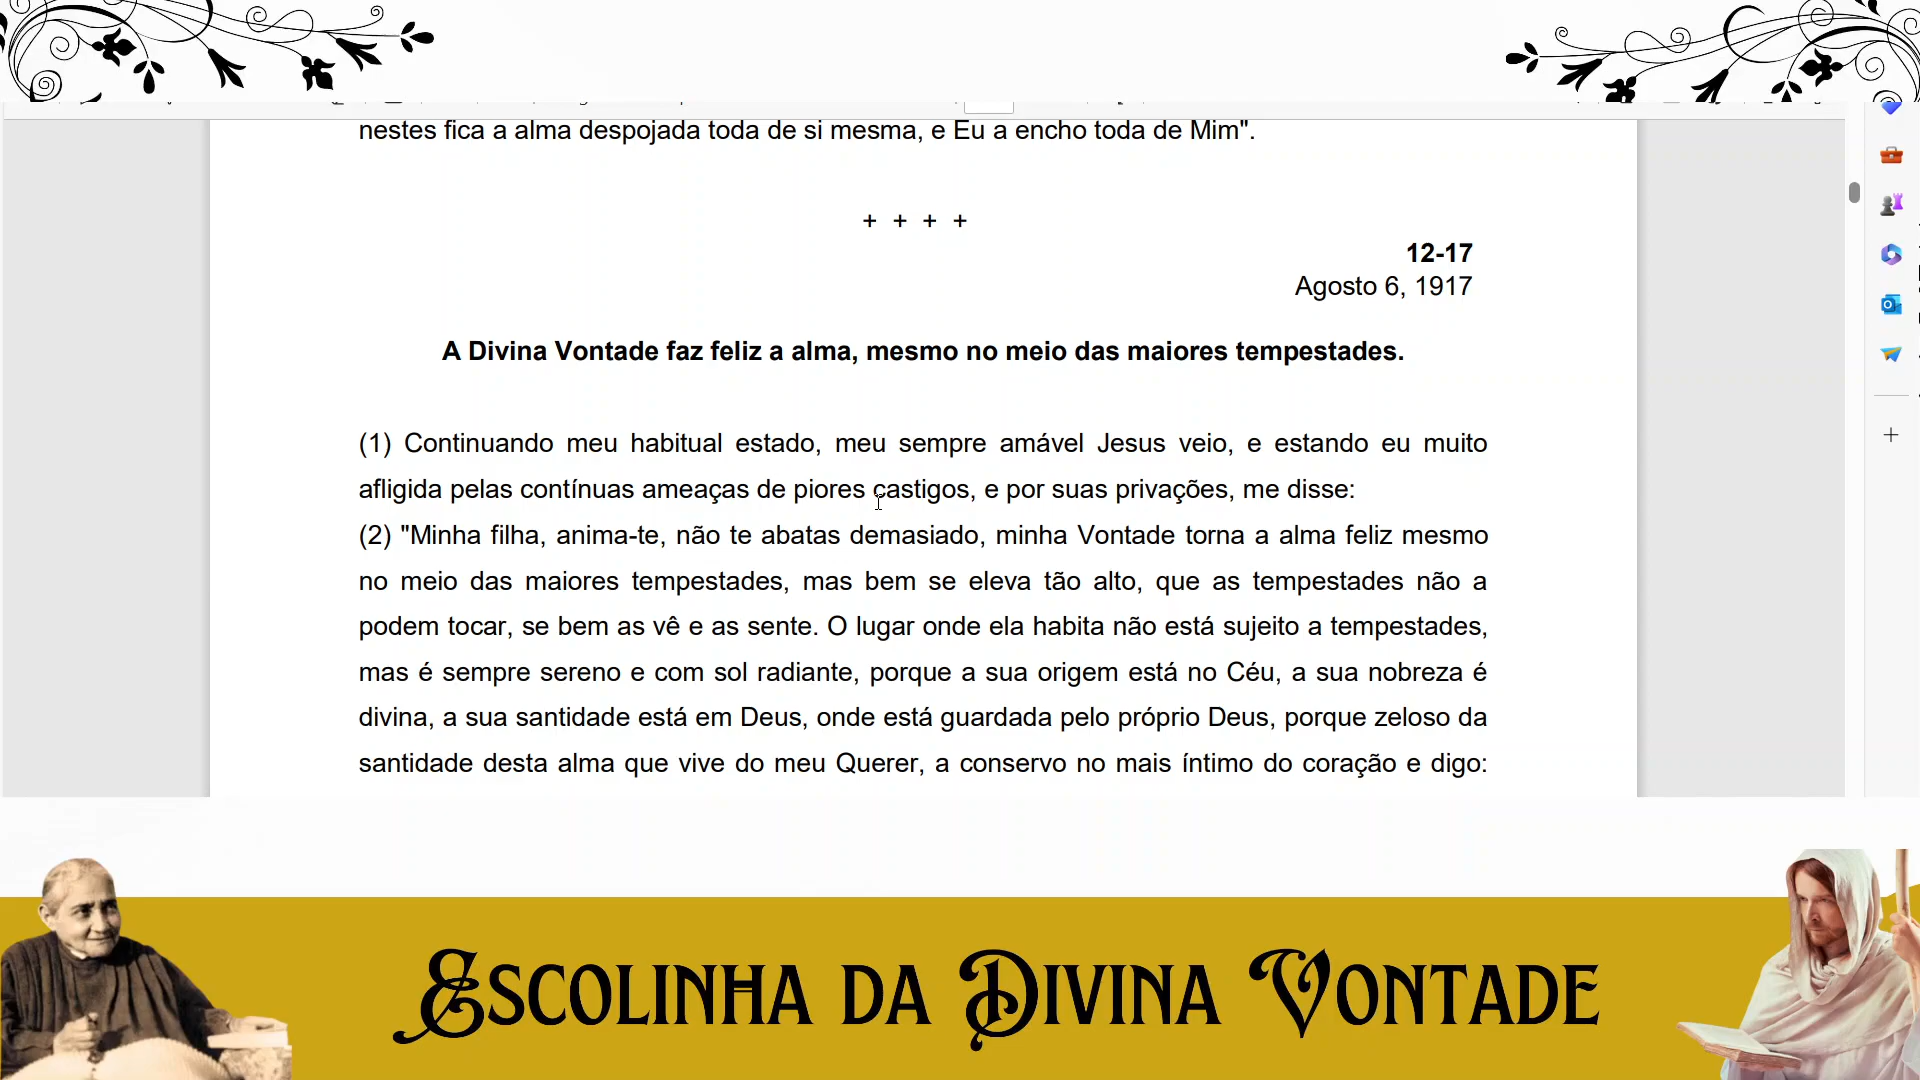 nestes fica a alma despojada toda de si mesma, e Eu a encho toda de Mim".
+ + + +
12-17
Agosto 6, 1917
A Divina Vontade faz feliz a alma, mesmo no meio das maiores tempestades.
(1) Continuando meu habitual estado, meu sempre amável Jesus veio, e estando eu muito
afligida pelas contínuas ameaças de piores castigos, e por suas privações, me disse:
(2) "Minha filha, anima-te, não te abatas demasiado, minha Vontade torna a alma feliz mesmo
no meio das maiores tempestades, mas bem se eleva tão alto, que as tempestades não a
podem tocar, se bem as vê e as sente. O lugar onde ela habita não está sujeito a tempestades,
mas é sempre sereno e com sol radiante, porque a sua origem está no Céu, a sua nobreza é
divina, a sua santidade está em Deus, onde está guardada pelo próprio Deus, porque zeloso da
santidade desta alma que vive do meu Querer, a conservo no mais íntimo do coração e digo:
ESCOLINHA DA DIVINA VONTADE